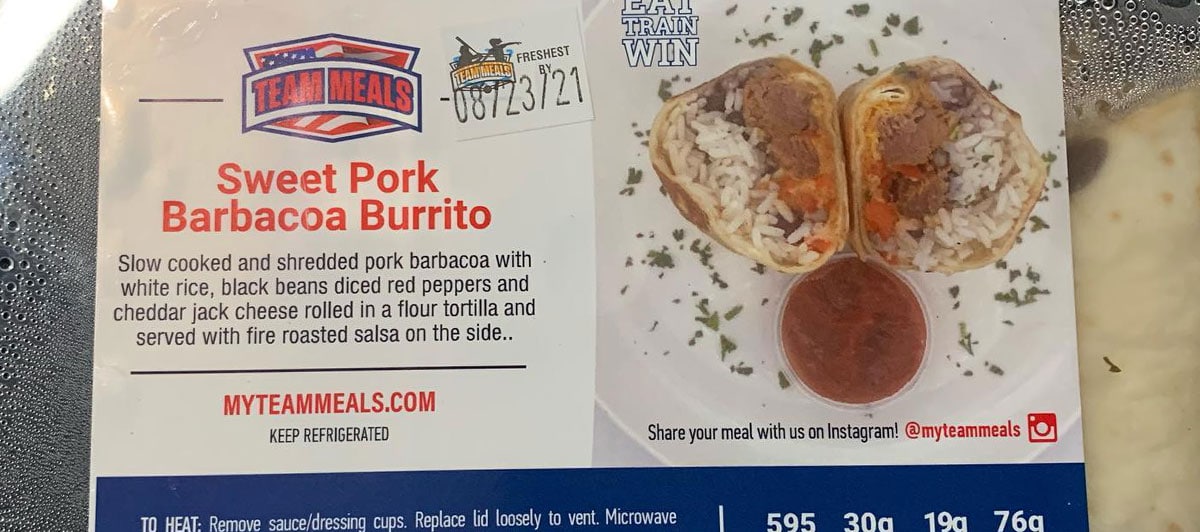 EAT
TRAIN
WIN
TEAM MEALS
TEAM MEALS
FRESHEST
BY
-08/23/21
Sweet Pork
Barbacoa Burrito
Slow cooked and shredded pork barbacoa with
white rice, black beans diced red peppers and
cheddar jack cheese rolled in a flour tortilla and
served with fire roasted salsa on the side..
MYTEAMMEALS.COM
KEEP REFRIGERATED
Share your meal with us on Instagram! @myteammeals
TO HEAT: Remove sauce/dressing cups. Replace lid loosely to vent. Microwave
595 30g 19g 76g